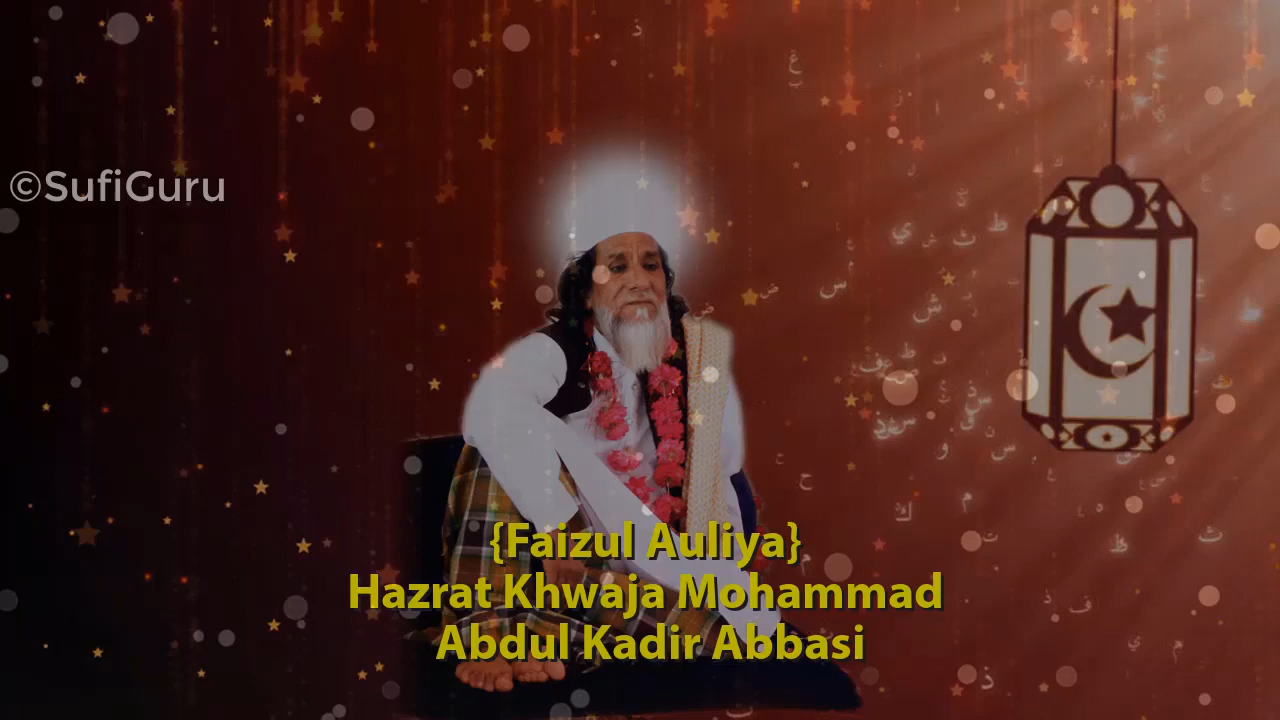 ©SufiGuru
{Faizul Auliya}
Hazrat Khwaja Mohammad
Abdul Kadir Abbasi